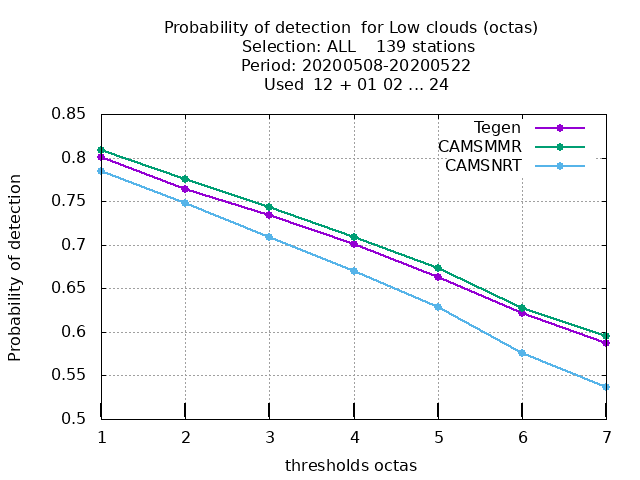 Probability of detection  for Low clouds (octas)
Selection: ALL    139 stations
Period: 20200508-20200522
Used  12 + 01 02 ... 24
Tegen
CAMSMMR
CAMSNRT
Probability of detection
0.85
0.8
0.75
0.7
0.65
0.6
0.55
0.5
1 2 3 4 5 6 7
thresholds octas